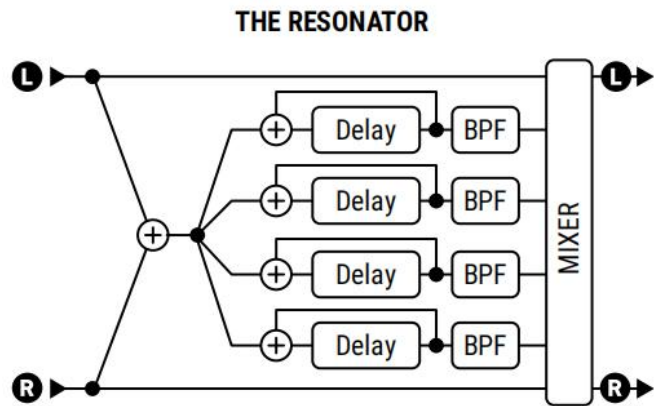 THE RESONATOR
L
L
Delay
BPF
Delay
BPF
Delay
BPF
Delay
BPF
MIXER
R
R